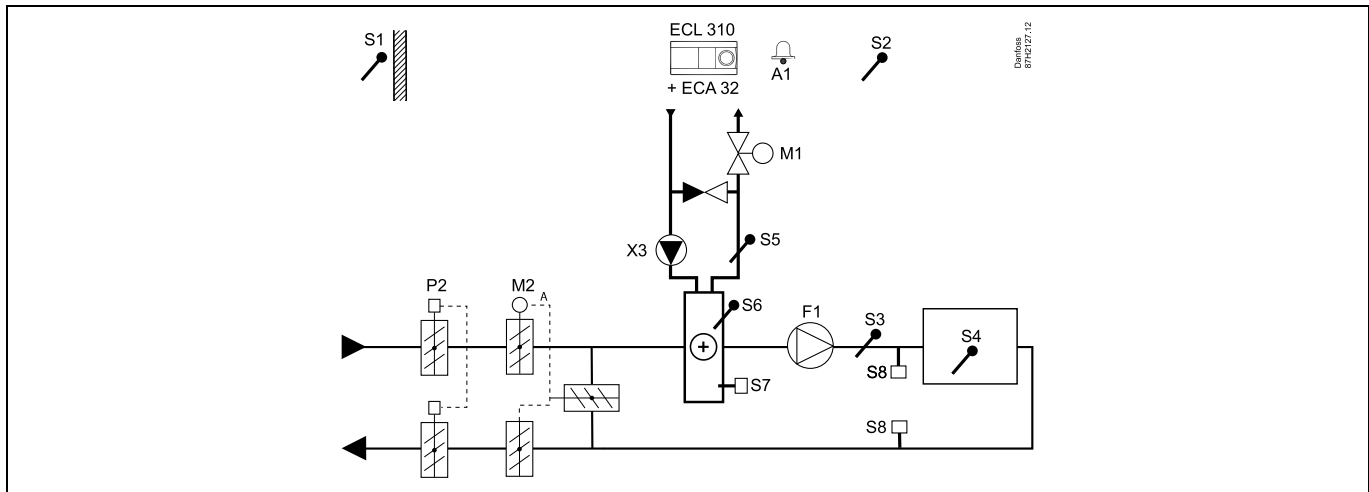 S1
ECL 310
A1
+ ECA 32
S2
Danfoss
87H2127.12
M1
X3
S5
P2
M2
A
S6
F1
S3
S4
S8
S7
S8